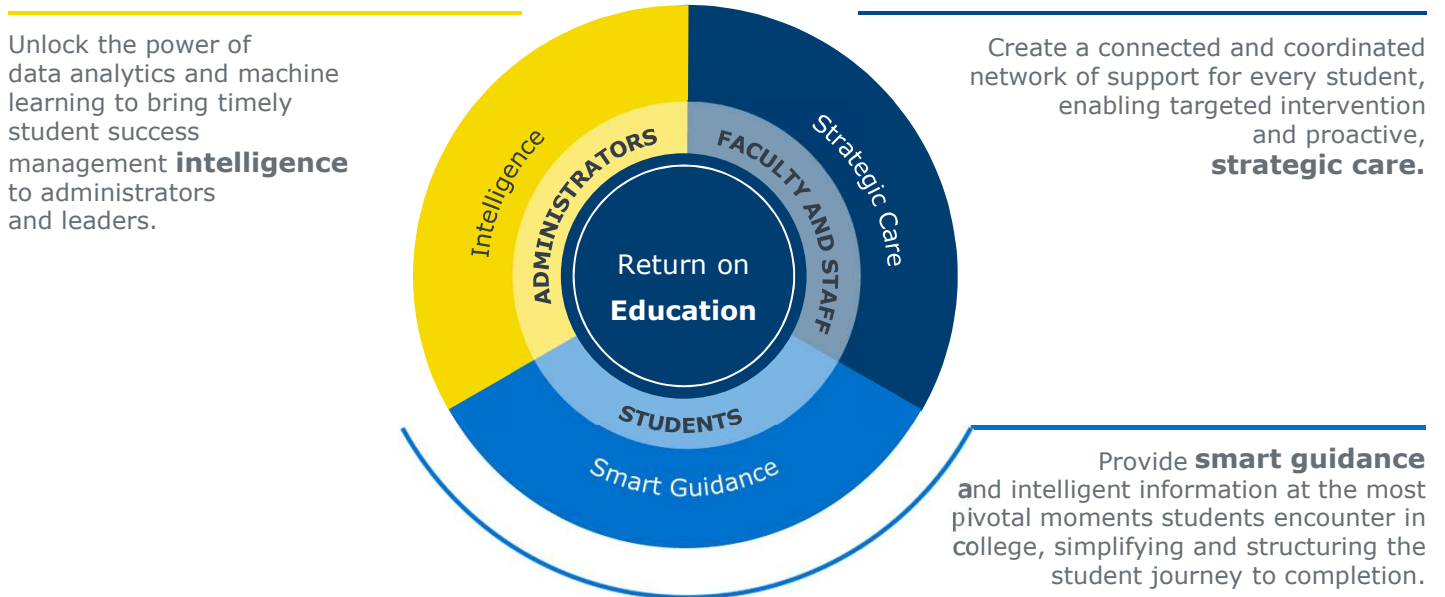 Unlock the power of
data analytics and machine
learning to bring timely
student success
management intelligence
to administrators
and leaders.
Intelligence
ADMINISTRATORS
FACULTY AND STAFF
Strategic Care
Return on
Education
STUDENTS
Smart Guidance
Create a connected and coordinated
network of support for every student,
enabling targeted intervention
and proactive,
strategic care.
Provide smart guidance
and intelligent information at the most
pivotal moments students encounter in
college, simplifying and structuring the
student journey to completion.